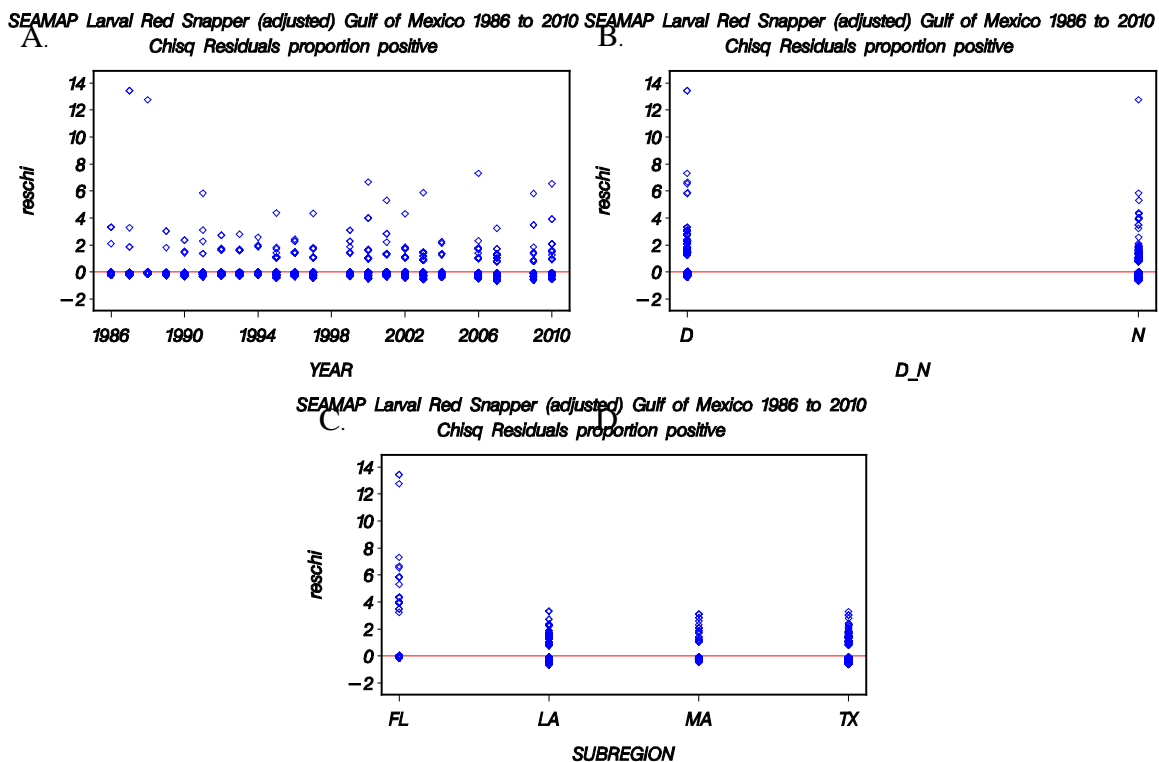 SEAMAP Larval Red Snapper (adjusted) Gulf of Mexico 1986 to 2010
Chisq Residuals proportion positive
A.
14
12
10
8
6
4
2
0
−2
reschi
1986 1990 1994 1998 2002 2006 2010
YEAR
SEAMAP Larval Red Snapper (adjusted) Gulf of Mexico 1986 to 2010
Chisq Residuals proportion positive
B.
14
12
10
8
6
4
2
0
−2
reschi
D N
D_N
SEAMAP Larval Red Snapper (adjusted) Gulf of Mexico 1986 to 2010
Chisq Residuals proportion positive
C.
D.
14
12
10
8
6
4
2
0
−2
reschi
FL LA MA TX
SUBREGION